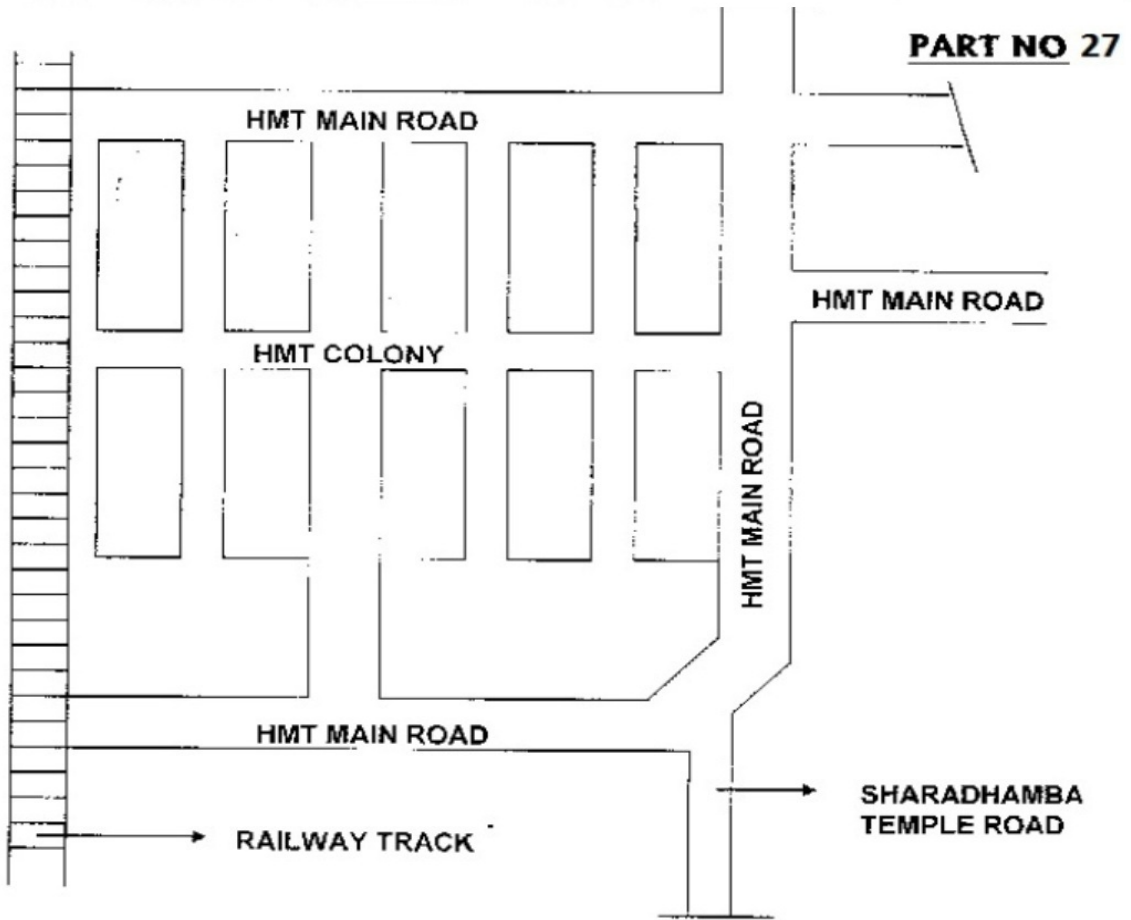 PART NO 27
HMT MAIN ROAD
HMT MAIN ROAD
HMT COLONY
HMT MAIN ROAD
HMT MAIN ROAD
SHARADHAMBA
TEMPLE ROAD
RAILWAY TRACK